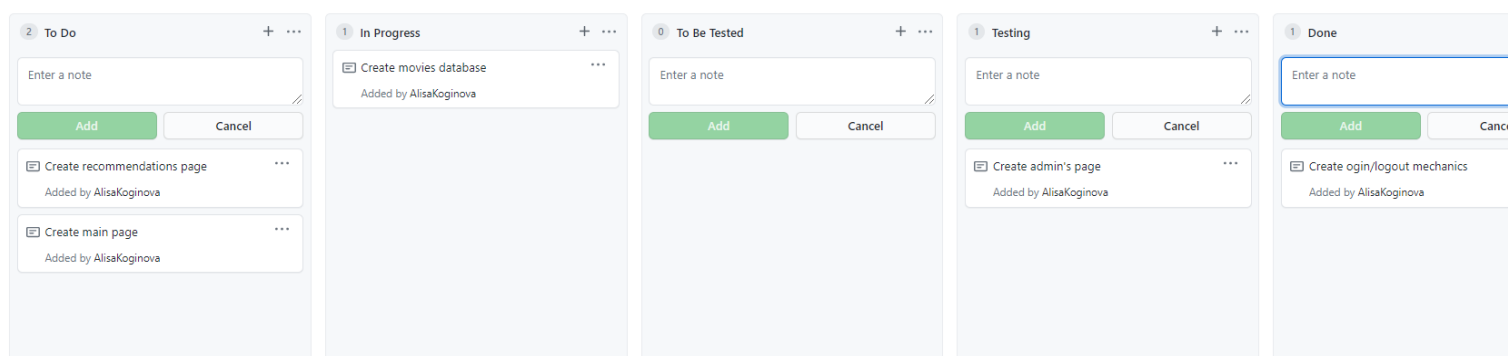 2 To Do
Enter a note
Add Cancel
Create recommendations page
Added by AlisaKoginova
Create main page
Added by AlisaKoginova
1 In Progress
Create movies database
Added by AlisaKoginova
0 To Be Tested
Enter a note
Add Cancel
1 Testing
Enter a note
Add Cancel
Create admin's page
Added by AlisaKoginova
1 Done
Enter a note
Add Canc
Create ogin/logout mechanics
Added by AlisaKoginova